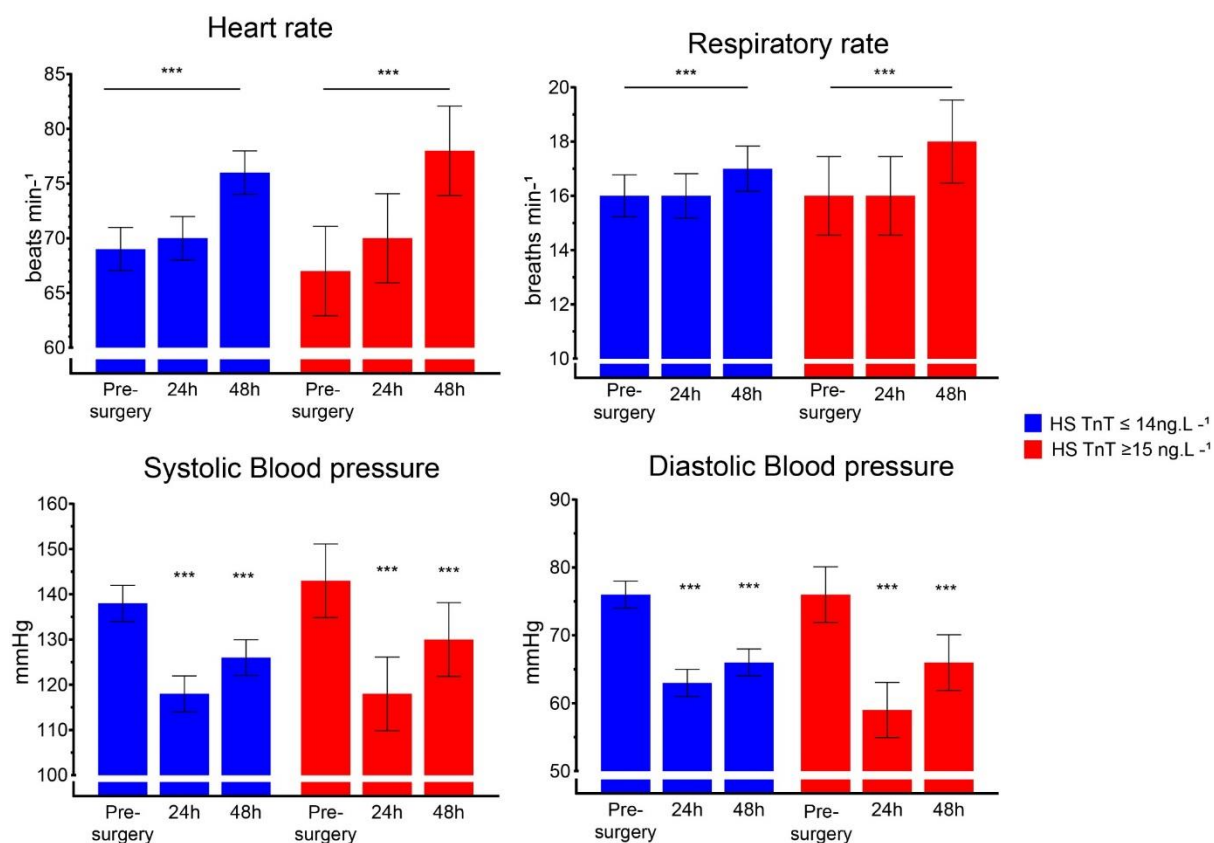 Heart rate
***
***
85
80
75
70
65
60
beats min-¹
Pre-
surgery
24h
48h
Pre-
surgery
24h
48h
Respiratory rate
***
***
20
18
16
14
12
10
breaths min-¹
Pre-
surgery
24h
48h
Pre-
surgery
24h
48h
HS TnT ≤ 14ng.L -¹
HS TnT ≥15 ng.L -¹
Systolic Blood pressure
160
150
140
130
120
110
100
mmHg
***
***
***
***
Pre-
surgery
24h
48h
Pre-
surgery
24h
48h
Diastolic Blood pressure
90
80
70
60
50
mmHg
***
***
***
***
Pre-
surgery
24h
48h
Pre-
surgery
24h
48h